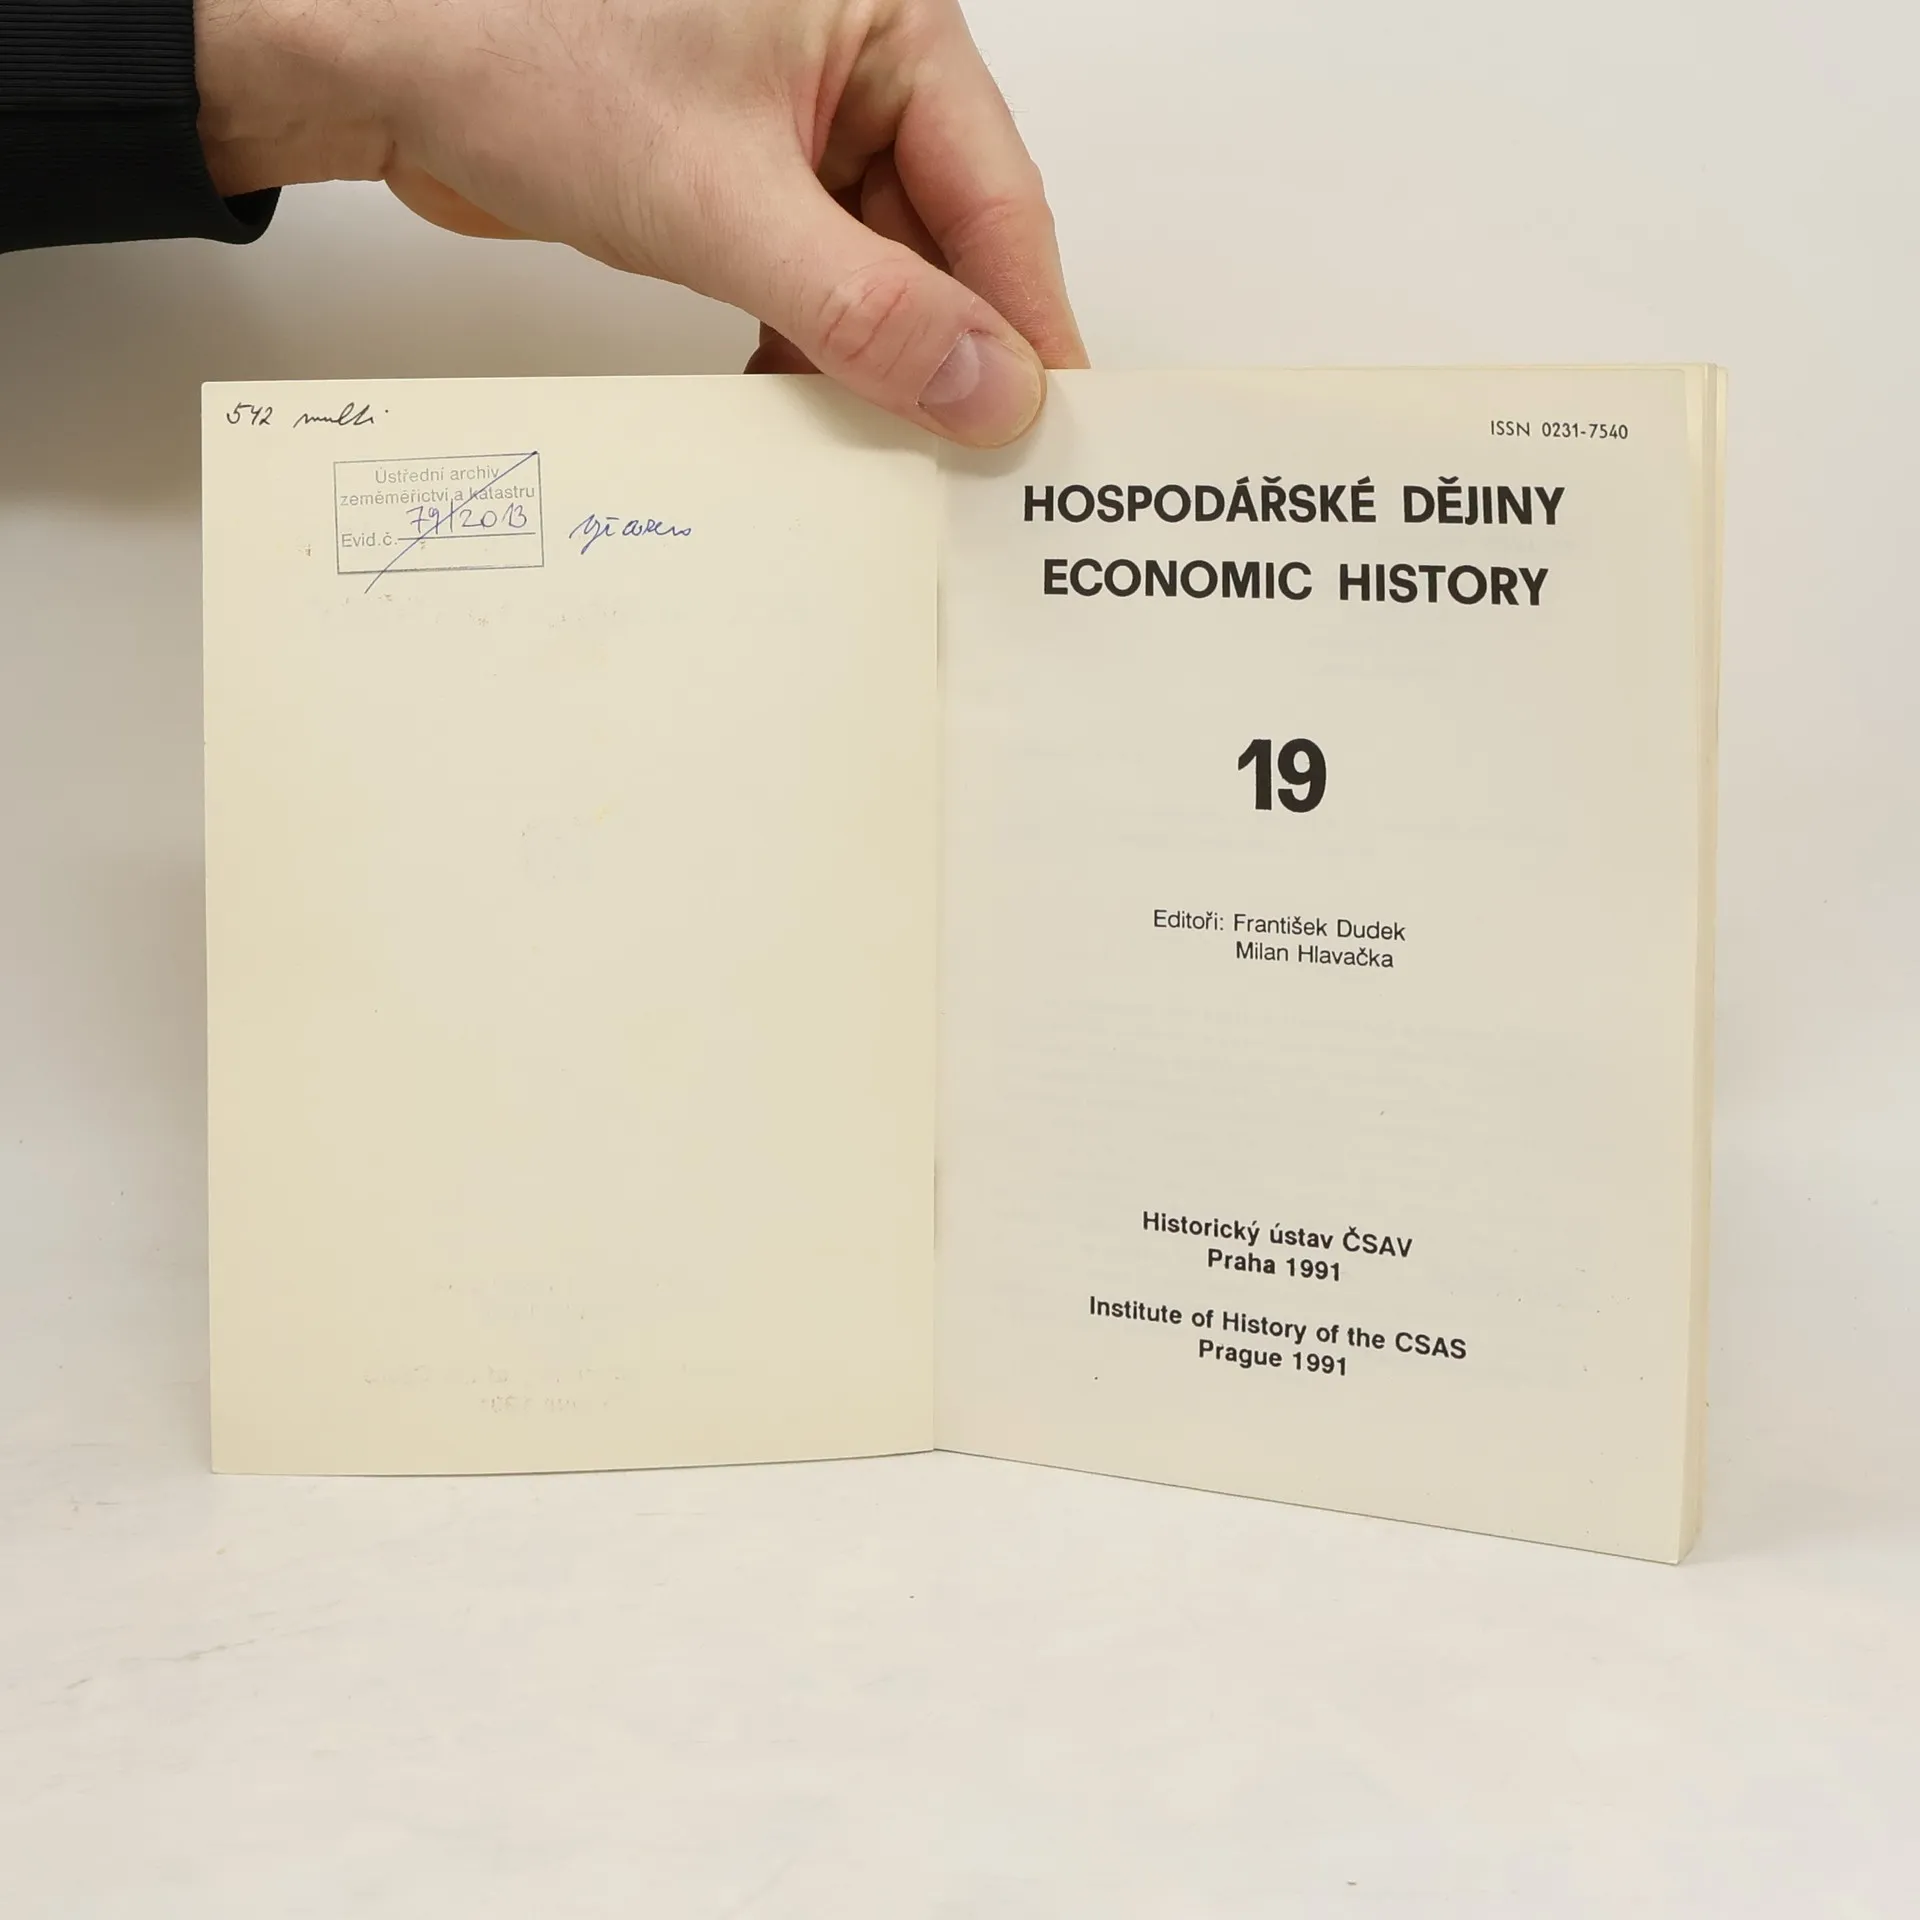 542 multi
Ústřední archiv
zeměměřictví a katastru
79/2013
Evid.č.
ISSN 0231-7540
HOSPODÁŘSKÉ DĚJINY
ECONOMIC HISTORY
19
Editoři: František Dudek
Milan Hlavačka
Historický ústav ČSAV
Praha 1991
Institute of History of the CSAS
Prague 1991